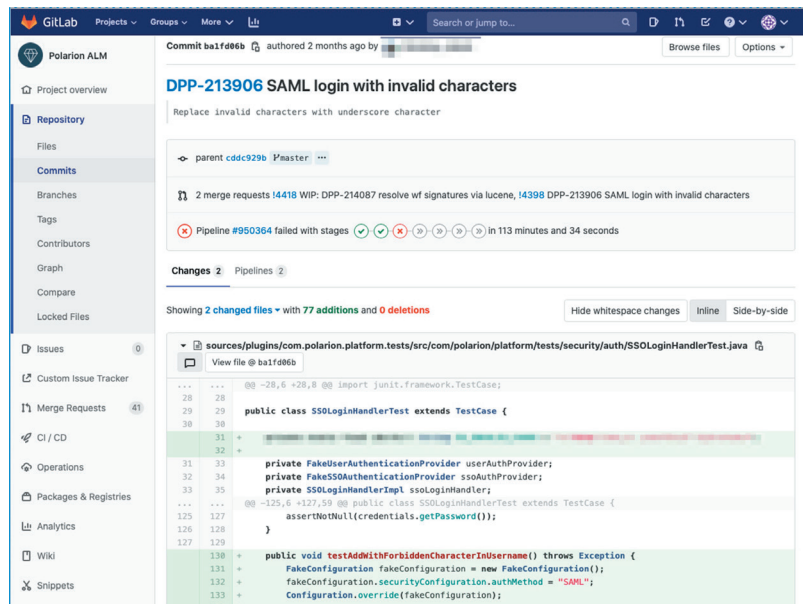 GitLab Projects Groups More Search or jump to...
Polarion ALM
Commit ba1fd06b authored 2 months ago by
Browse files Options
Project overview
DPP-213906 SAML login with invalid characters
Replace invalid characters with underscore character
Repository
Files
Commits
Branches
Tags
Contributors
Graph
Compare
Locked Files
Issues 0
Custom Issue Tracker
Merge Requests 41
CI / CD
Operations
Packages & Registries
Analytics
Wiki
Snippets
parent cddc929b master ...
2 merge requests !4418 WIP: DPP-214087 resolve wf signatures via lucene, !4398 DPP-213906 SAML login with invalid characters
Pipeline #950364 failed with stages in 113 minutes and 34 seconds
Changes 2 Pipelines 2
Showing 2 changed files with 77 additions and 0 deletions
Hide whitespace changes Inline Side-by-side
sources/plugins/com.polarion.platform.tests/src/com/polarion/platform/tests/security/auth/SSOLoginHandlerTest.java
View file @ ba1fd06b
... ... @@ -28,6 +28,8 @@ import junit.framework.TestCase;
28 28
29 29 public class SSOLoginHandlerTest extends TestCase {
30 30
31 +
32 +
31 33 private FakeUserAuthenticationProvider userAuthProvider;
32 34 private FakeSSOAuthenticationProvider ssoAuthProvider;
33 35 private SSOLoginHandlerImpl ssoLoginHandler;
... ... @@ -125,6 +127,59 @@ public class SSOLoginHandlerTest extends TestCase {
125 127 assertNotNull(credentials.getPassword());
126 128 }
127 129
130 + public void testAddWithForbiddenCharacterInUsername() throws Exception {
131 + FakeConfiguration fakeConfiguration = new FakeConfiguration();
132 + fakeConfiguration.securityConfiguration.authMethod = "SAML";
133 + Configuration.override(fakeConfiguration);